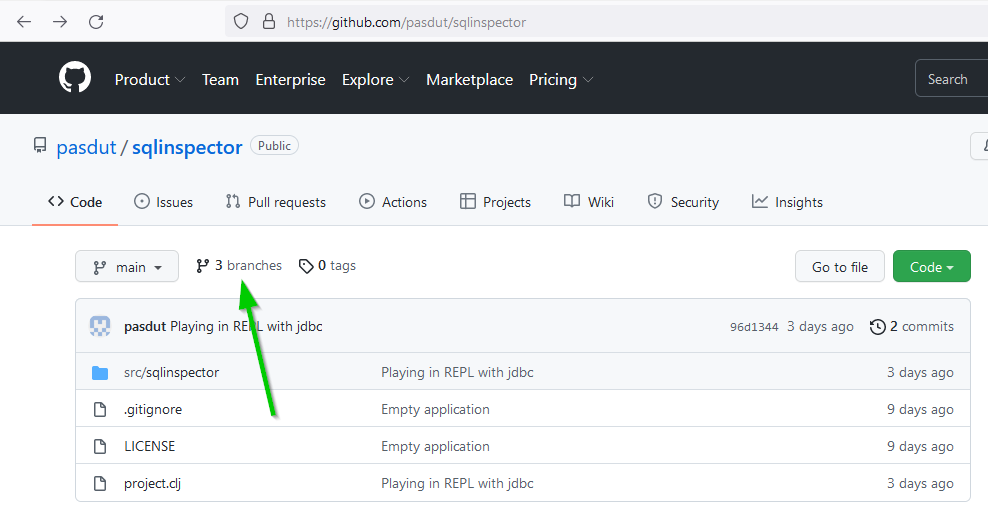 https://github.com/pasdut/sqlinspector
Product Team Enterprise Explore Marketplace Pricing Search
pasdut / sqlinspector Public
Code Issues Pull requests Actions Projects Wiki Security Insights
main 3 branches 0 tags Go to file Code
pasdut Playing in REPL with jdbc 96d1344 3 days ago 2 commits
src/sqlinspector Playing in REPL with jdbc 3 days ago
.gitignore Empty application 9 days ago
LICENSE Empty application 9 days ago
project.clj Playing in REPL with jdbc 3 days ago